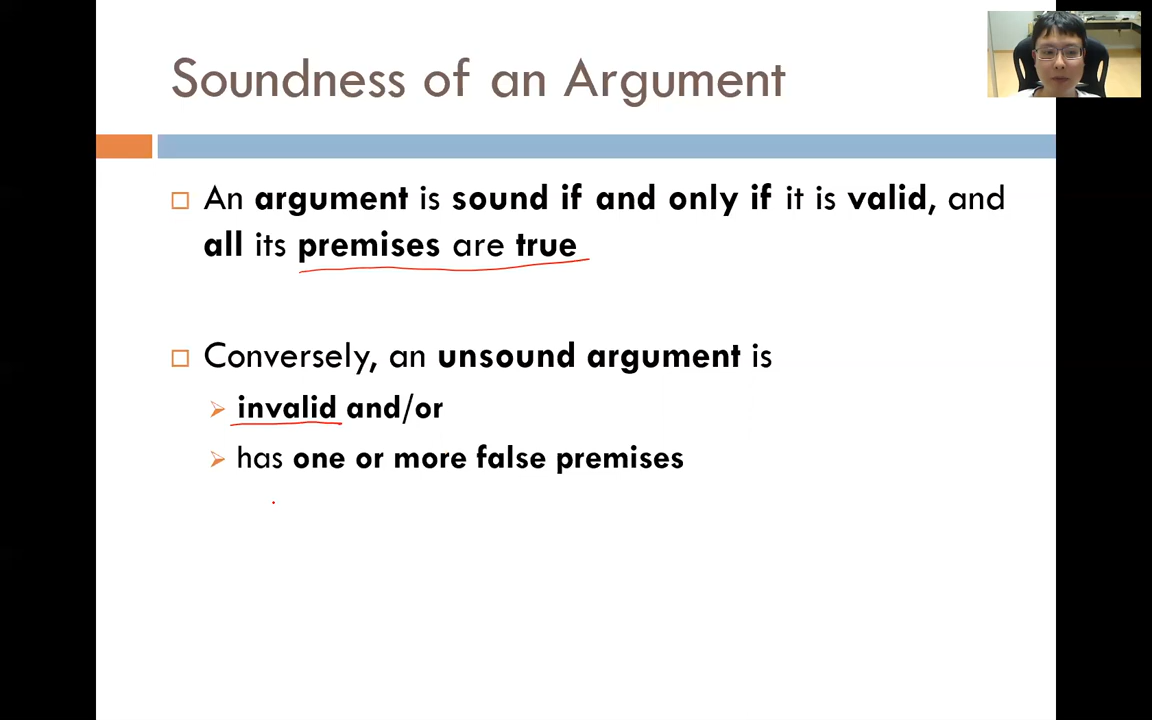 Soundness of an Argument
An argument is sound if and only if it is valid, and
all its premises are true
Conversely, an unsound argument is
invalid and/or
has one or more false premises